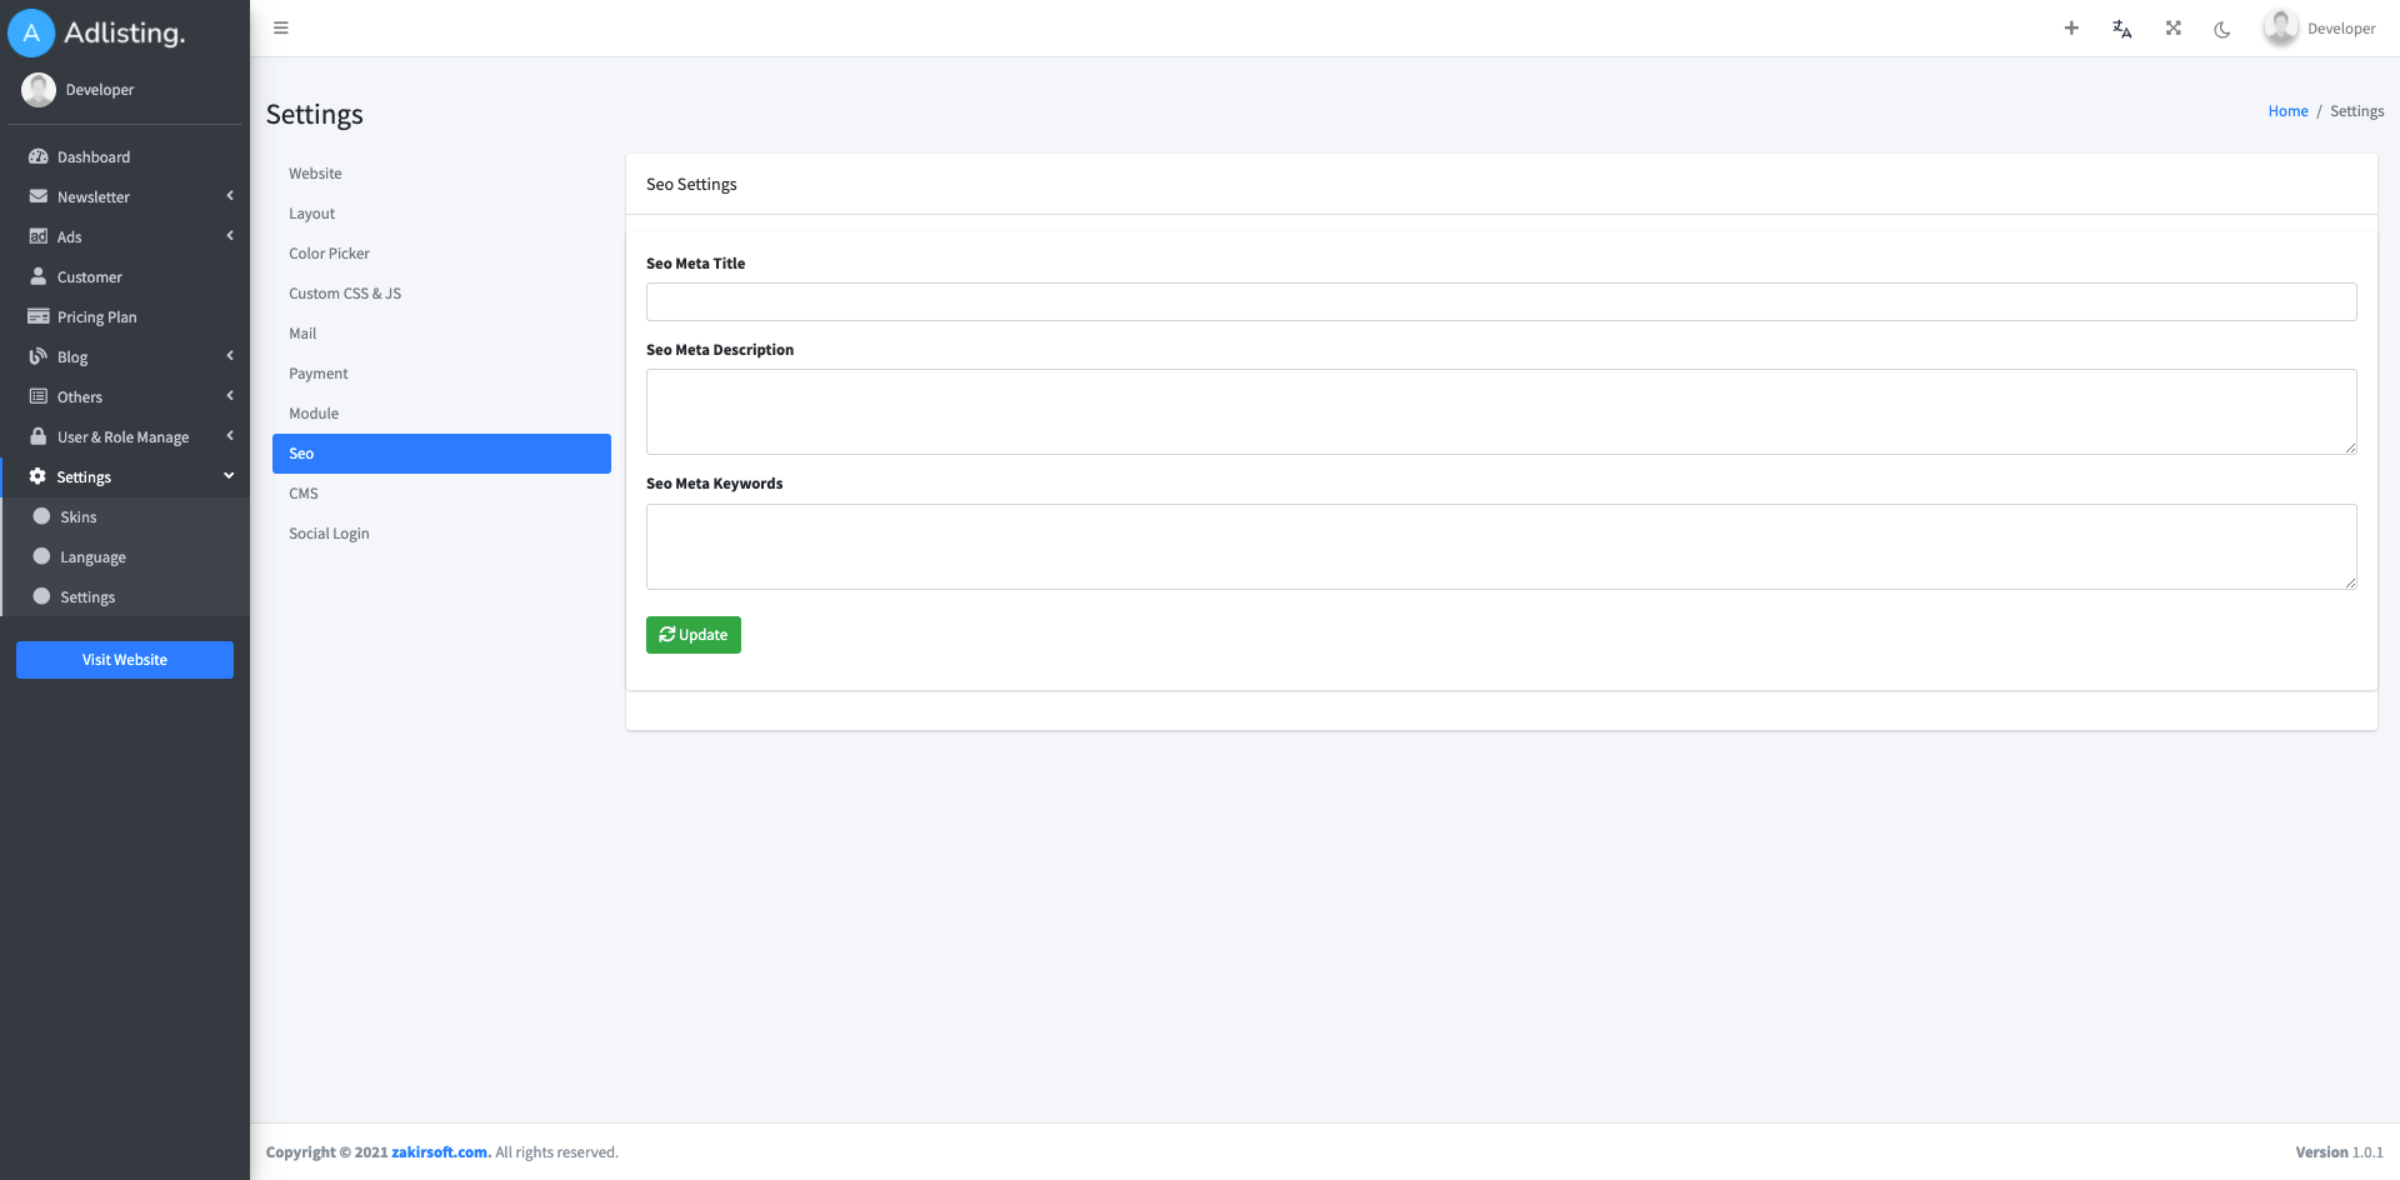 A Adlisting.
Developer
Dashboard
Newsletter
ad Ads
Customer
Pricing Plan
Blog
Others
User & Role Manage
Settings
Skins
Language
Settings
Visit Website
Developer
Settings
Home / Settings
Website
Layout
Color Picker
Custom CSS & JS
Mail
Payment
Module
Seo
CMS
Social Login
Seo Settings
Seo Meta Title
Seo Meta Description
Seo Meta Keywords
Update
Copyright © 2021 zakirsoft.com. All rights reserved.
Version 1.0.1